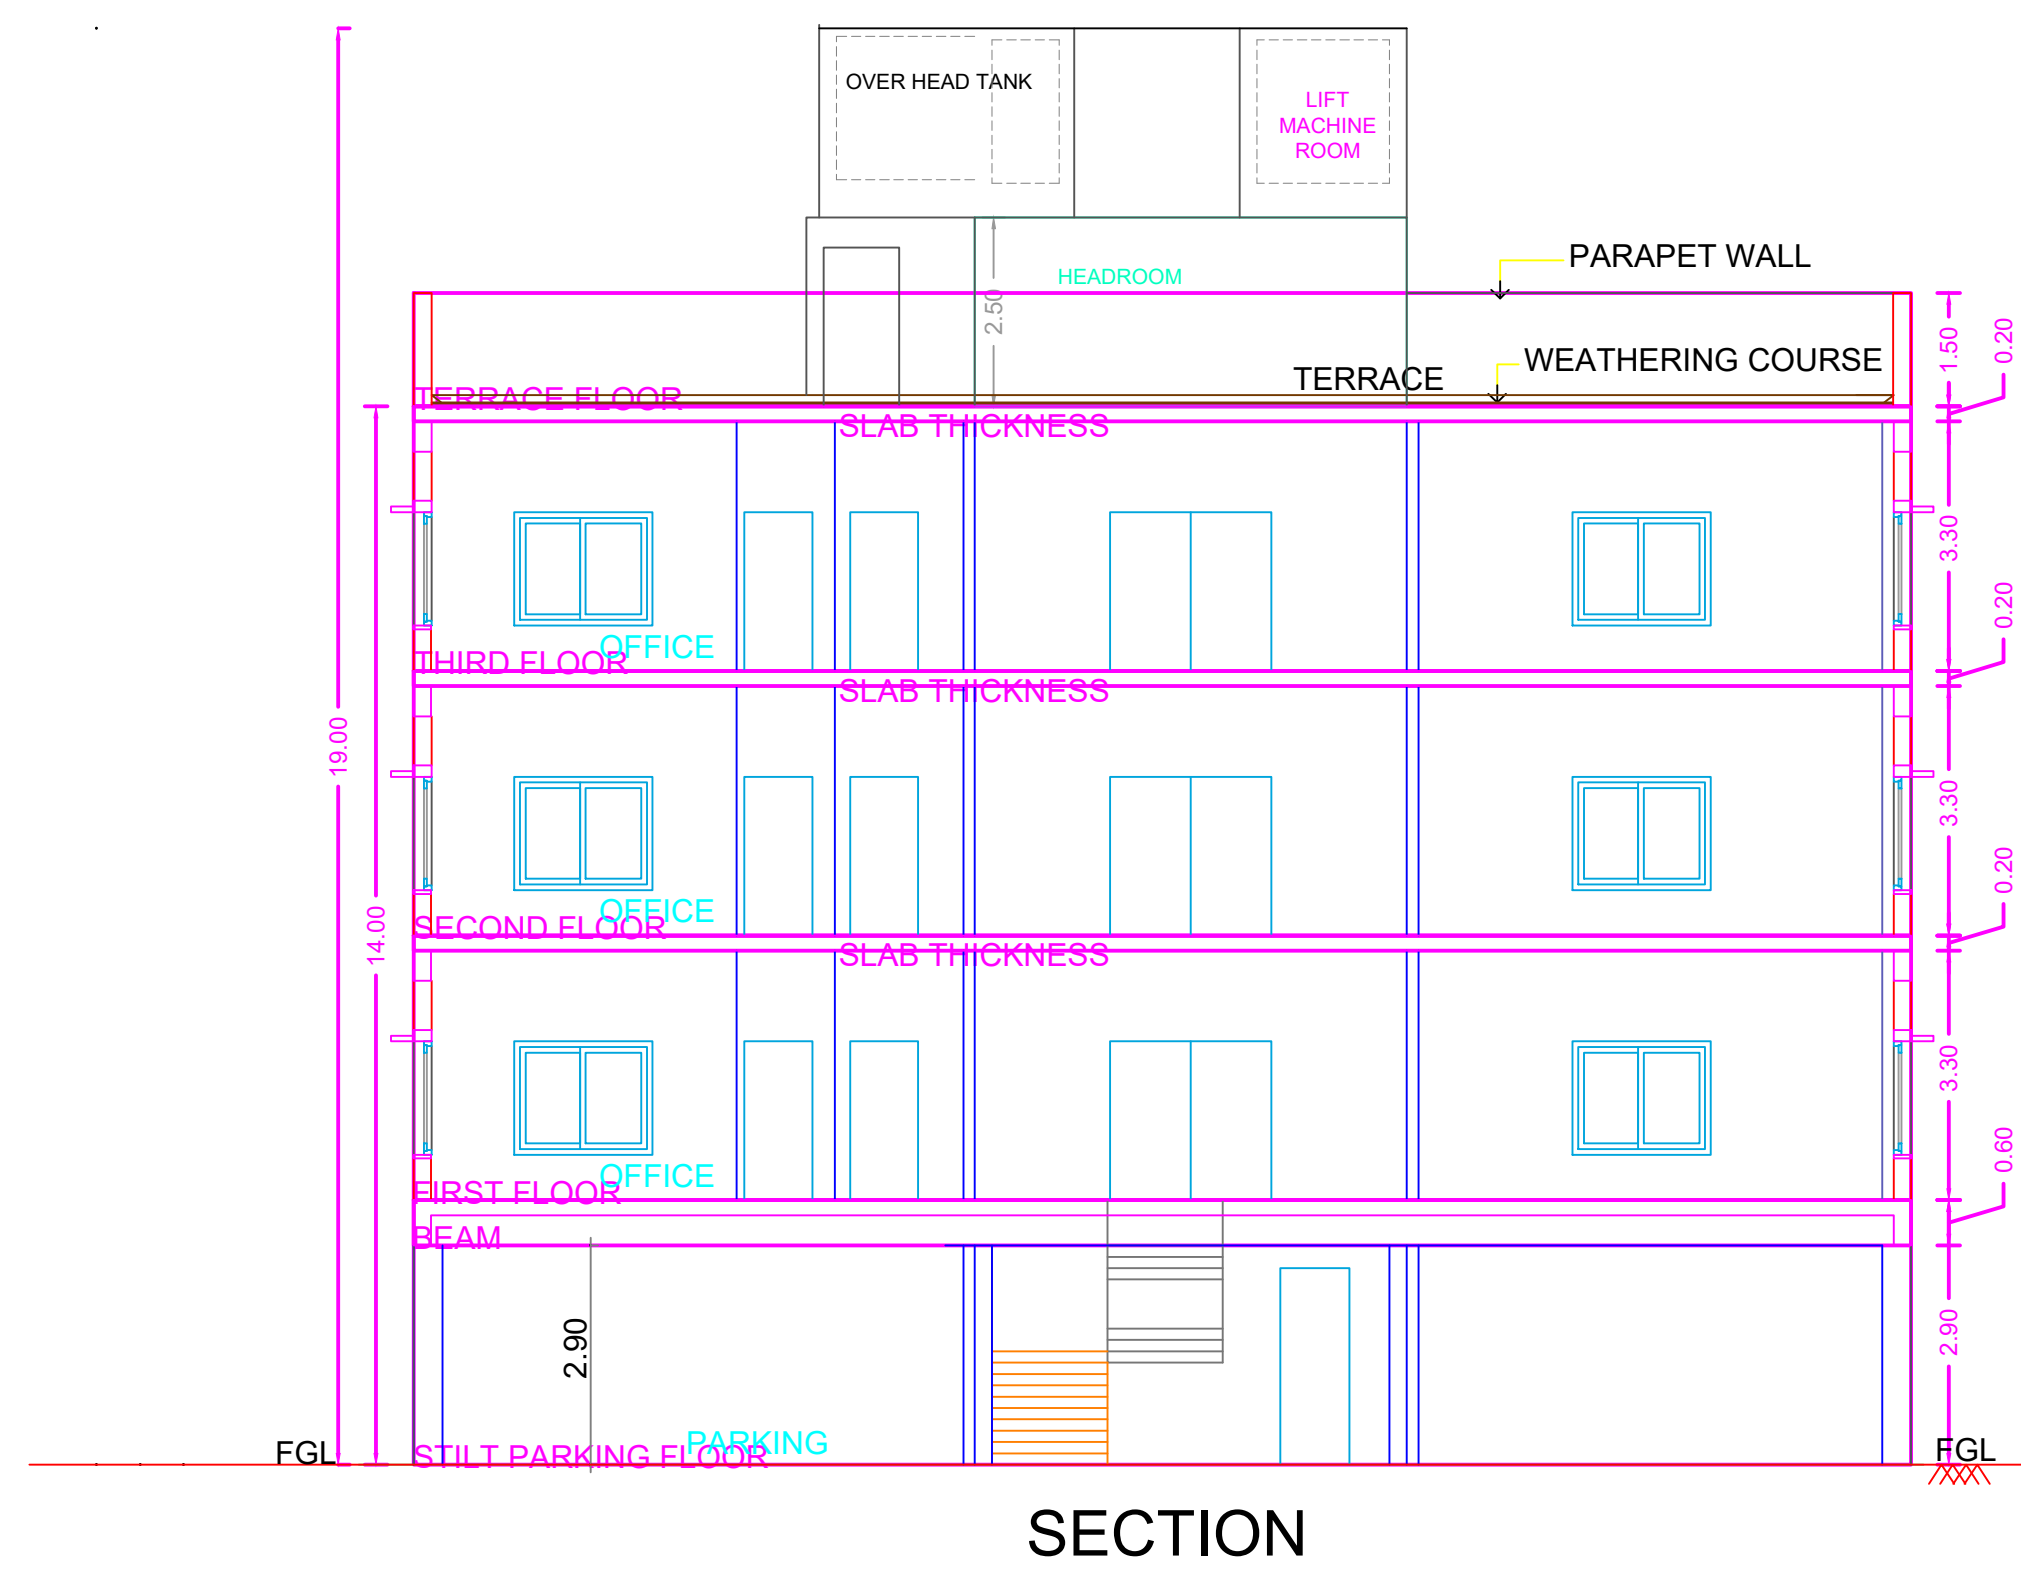 OVER HEAD TANK
LIFT
MACHINE
ROOM
PARAPET WALL
HEADROOM
2.50
WEATHERING COURSE
TERRACE
1.50
0.20
TERRACE FLOOR
SLAB THICKNESS
3.30
OFFICE
THIRD FLOOR
0.20
SLAB THICKNESS
19.00
3.30
14.00
OFFICE
SECOND FLOOR
0.20
SLAB THICKNESS
3.30
OFFICE
FIRST FLOOR
0.60
BEAM
2.90
2.90
PARKING
FGL
STILT PARKING FLOOR
FGL
SECTION